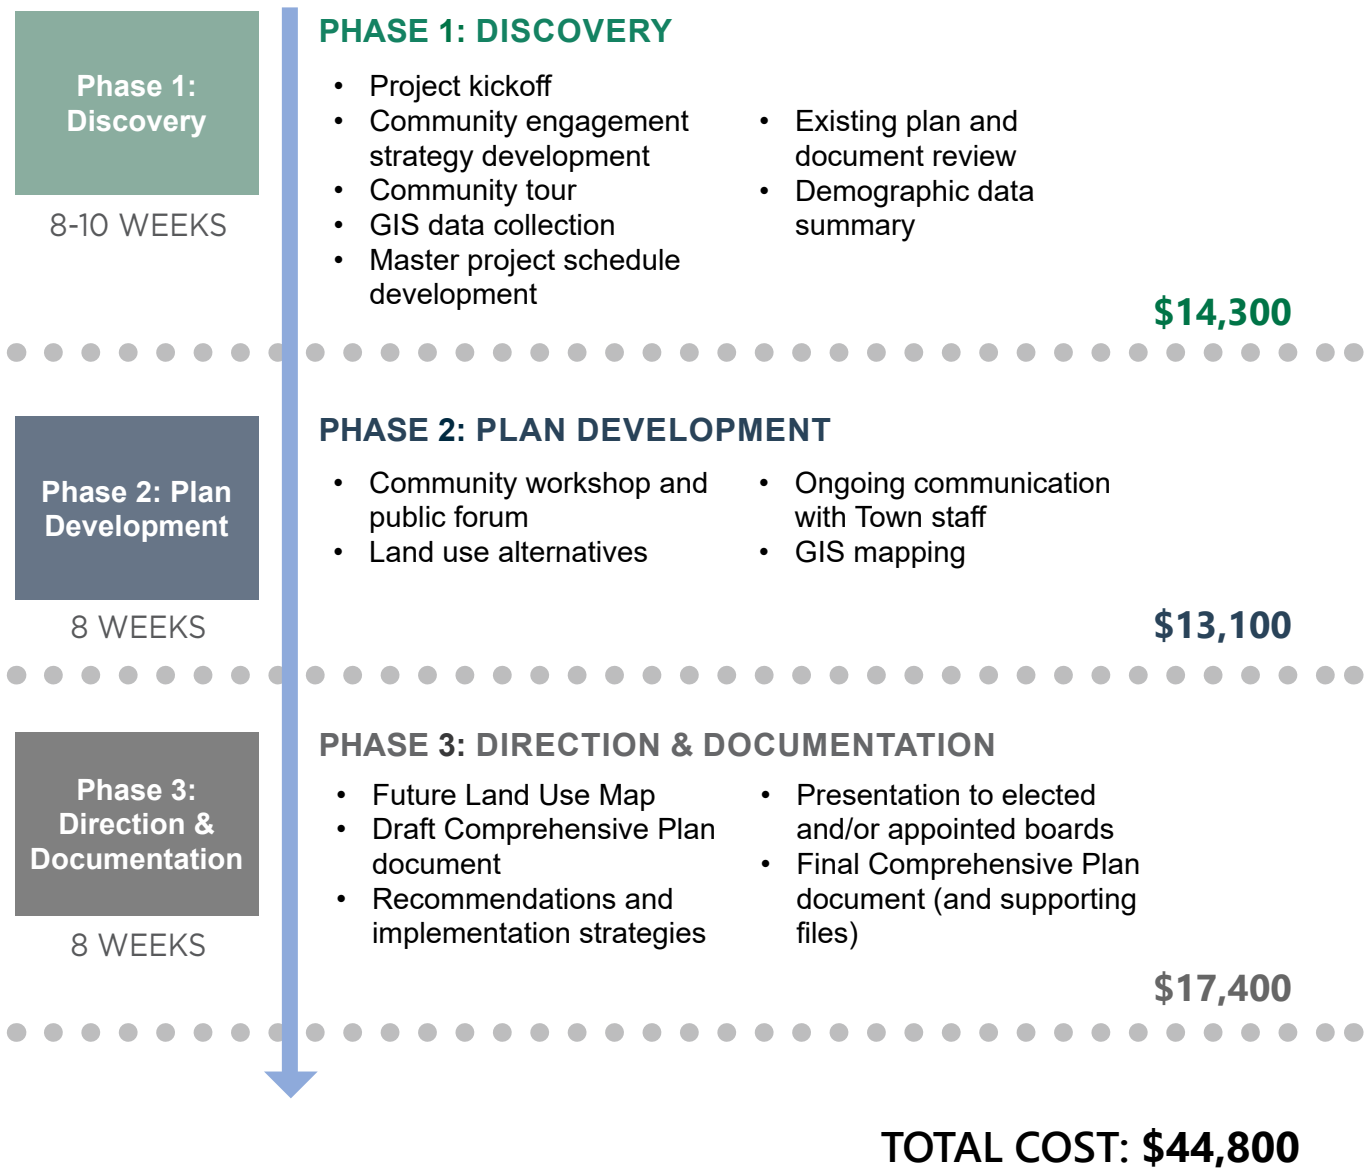 Phase 1:
Discovery
8-10 WEEKS
PHASE 1: DISCOVERY
• Project kickoff
• Community engagement
strategy development
• Community tour
• GIS data collection
• Master project schedule
development
• Existing plan and
document review
• Demographic data
summary
$14,300
Phase 2: Plan
Development
8 WEEKS
PHASE 2: PLAN DEVELOPMENT
• Community workshop and
public forum
• Land use alternatives
• Ongoing communication
with Town staff
• GIS mapping
$13,100
Phase 3:
Direction &
Documentation
8 WEEKS
PHASE 3: DIRECTION & DOCUMENTATION
• Future Land Use Map
• Draft Comprehensive Plan
document
• Recommendations and
implementation strategies
• Presentation to elected
and/or appointed boards
• Final Comprehensive Plan
document (and supporting
files)
$17,400
TOTAL COST: $44,800